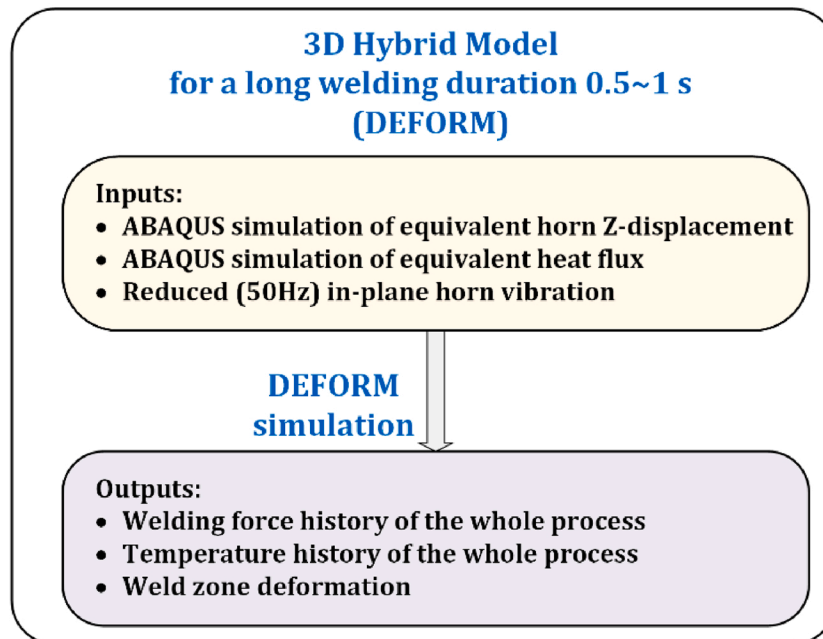 3D Hybrid Model
for a long welding duration 0.5~1 s
(DEFORM)
Inputs:
• ABAQUS simulation of equivalent horn Z-displacement
• ABAQUS simulation of equivalent heat flux
• Reduced (50Hz) in-plane horn vibration
DEFORM
simulation
Outputs:
• Welding force history of the whole process
• Temperature history of the whole process
• Weld zone deformation